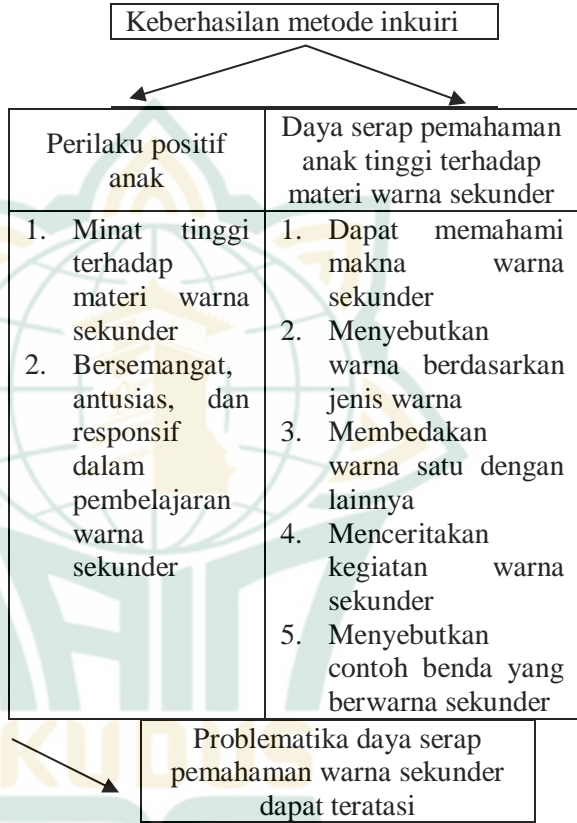 Keberhasilan metode inkuiri
Perilaku positif
anak
Daya serap pemahaman
anak tinggi terhadap
materi warna sekunder
1. Minat tinggi
terhadap
materi warna
sekunder
2. Bersemangat,
antusias, dan
responsif
dalam
pembelajaran
warna
sekunder
1. Dapat memahami
makna warna
sekunder
2. Menyebutkan
warna berdasarkan
jenis warna
3. Membedakan
warna satu dengan
lainnya
4. Menceritakan
kegiatan warna
sekunder
5. Menyebutkan
contoh benda yang
berwarna sekunder
Problematika daya serap
pemahaman warna sekunder
dapat teratasi
IAIN
KUDUS